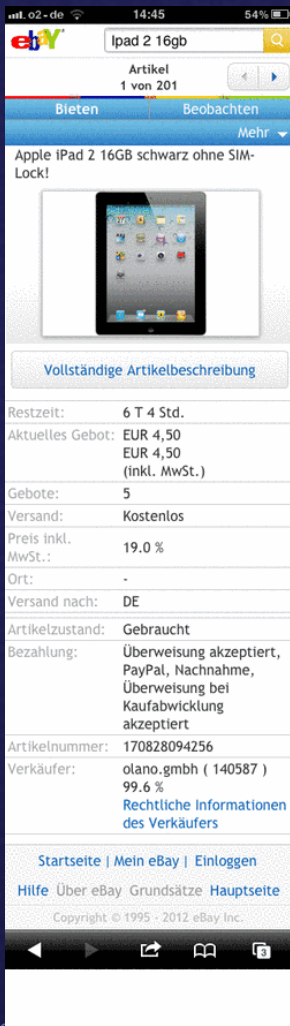 o2-de 14:45 54%
ebay Ipad 2 16gb
Artikel
1 von 201
Bieten Beobachten
Mehr
Apple iPad 2 16GB schwarz ohne SIM-
Lock!
Vollständige Artikelbeschreibung
Restzeit: 6 T 4 Std.
Aktuelles Gebot: EUR 4,50
EUR 4,50
(inkl. MwSt.)
Gebote: 5
Versand: Kostenlos
Preis inkl.
MwSt.: 19.0 %
Ort: -
Versand nach: DE
Artikelzustand: Gebraucht
Bezahlung: Überweisung akzeptiert,
PayPal, Nachnahme,
Überweisung bei
Kaufabwicklung
akzeptiert
Artikelnummer: 170828094256
Verkäufer: olano.gmbh ( 140587 )
99.6 %
Rechtliche Informationen
des Verkäufers
Startseite | Mein eBay | Einloggen
Hilfe Über eBay Grundsätze Hauptseite
Copyright © 1995 - 2012 eBay Inc.
3